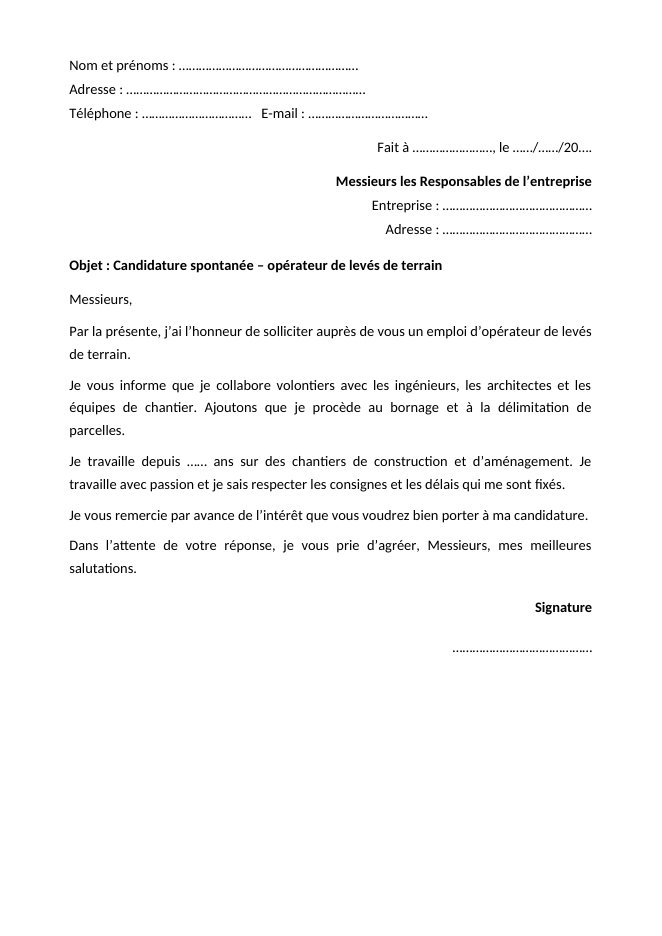 Nom et prénoms : ………………………………………………
Adresse : ………………………………………………………………
Téléphone : ……………………………  E-mail : ………………………………
Fait à ……………………, le ……/……/20….
Messieurs les Responsables de l’entreprise
Entreprise : ………………………………………
Adresse : ………………………………………
Objet : Candidature spontanée – opérateur de levés de terrain
Messieurs,
Par la présente, j’ai l’honneur de solliciter auprès de vous un emploi d’opérateur de levés
de terrain.
Je vous informe que je collabore volontiers avec les ingénieurs, les architectes et les
équipes de chantier. Ajoutons que je procède au bornage et à la délimitation de
parcelles.
Je travaille depuis …… ans sur des chantiers de construction et d’aménagement. Je
travaille avec passion et je sais respecter les consignes et les délais qui me sont fixés.
Je vous remercie par avance de l’intérêt que vous voudrez bien porter à ma candidature.
Dans l’attente de votre réponse, je vous prie d’agréer, Messieurs, mes meilleures
salutations.
Signature
……………………………………